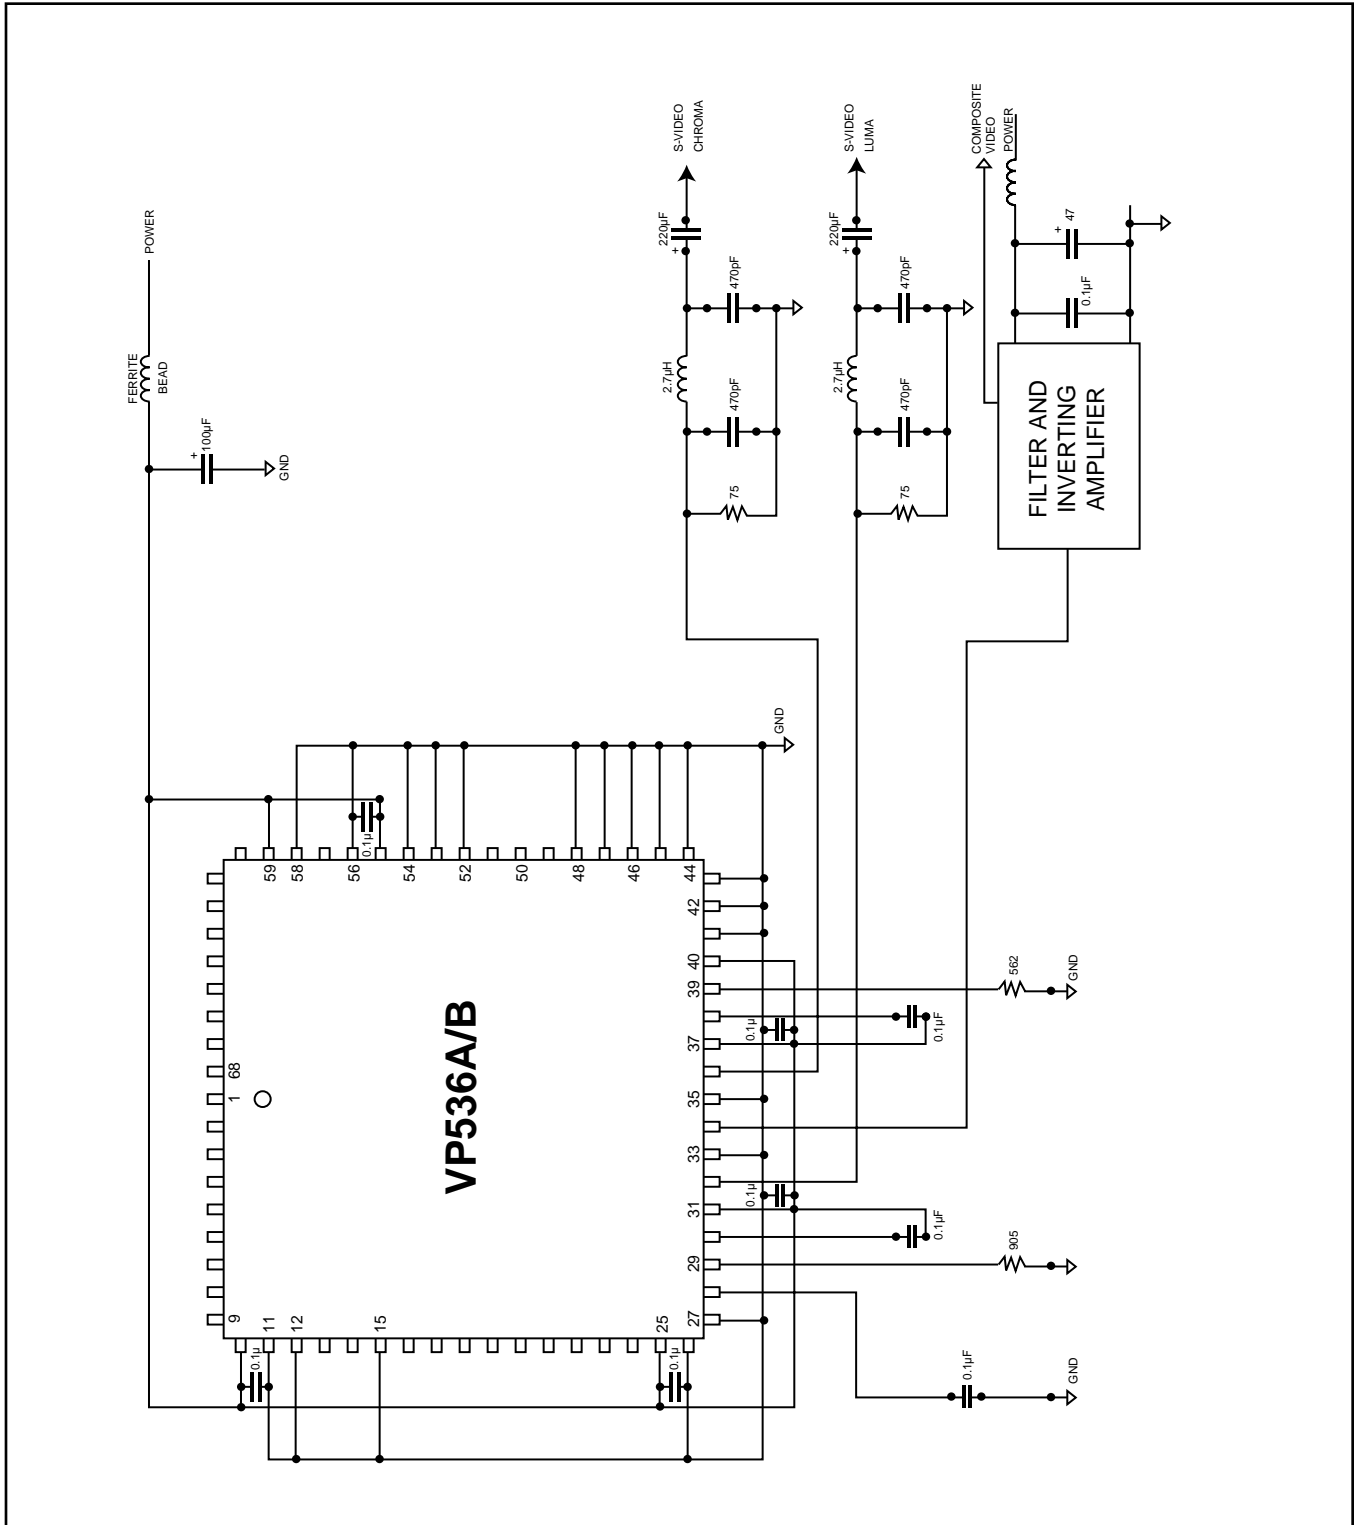 S-VIDEO
CHROMA
S-VIDEO
LUMA
COMPOSITE
VIDEO
POWER
POWER
220µF
+
220µF
+
+
47
470pF
470pF
0.1µF
FERRITE
BEAD
2.7µH
2.7µH
470pF
470pF
FILTER AND
INVERTING
AMPLIFIER
+
100µF
GND
75
75
GND
0.1µ
59
58
56
54
52
50
48
46
44
42
40
39
37
35
33
31
29
27
68
1
9
11
12
15
25
VP536A/B
562
GND
0.1µ
0.1µF
0.1µ
0.1µF
905
0.1µ
0.1µ
0.1µF
GND